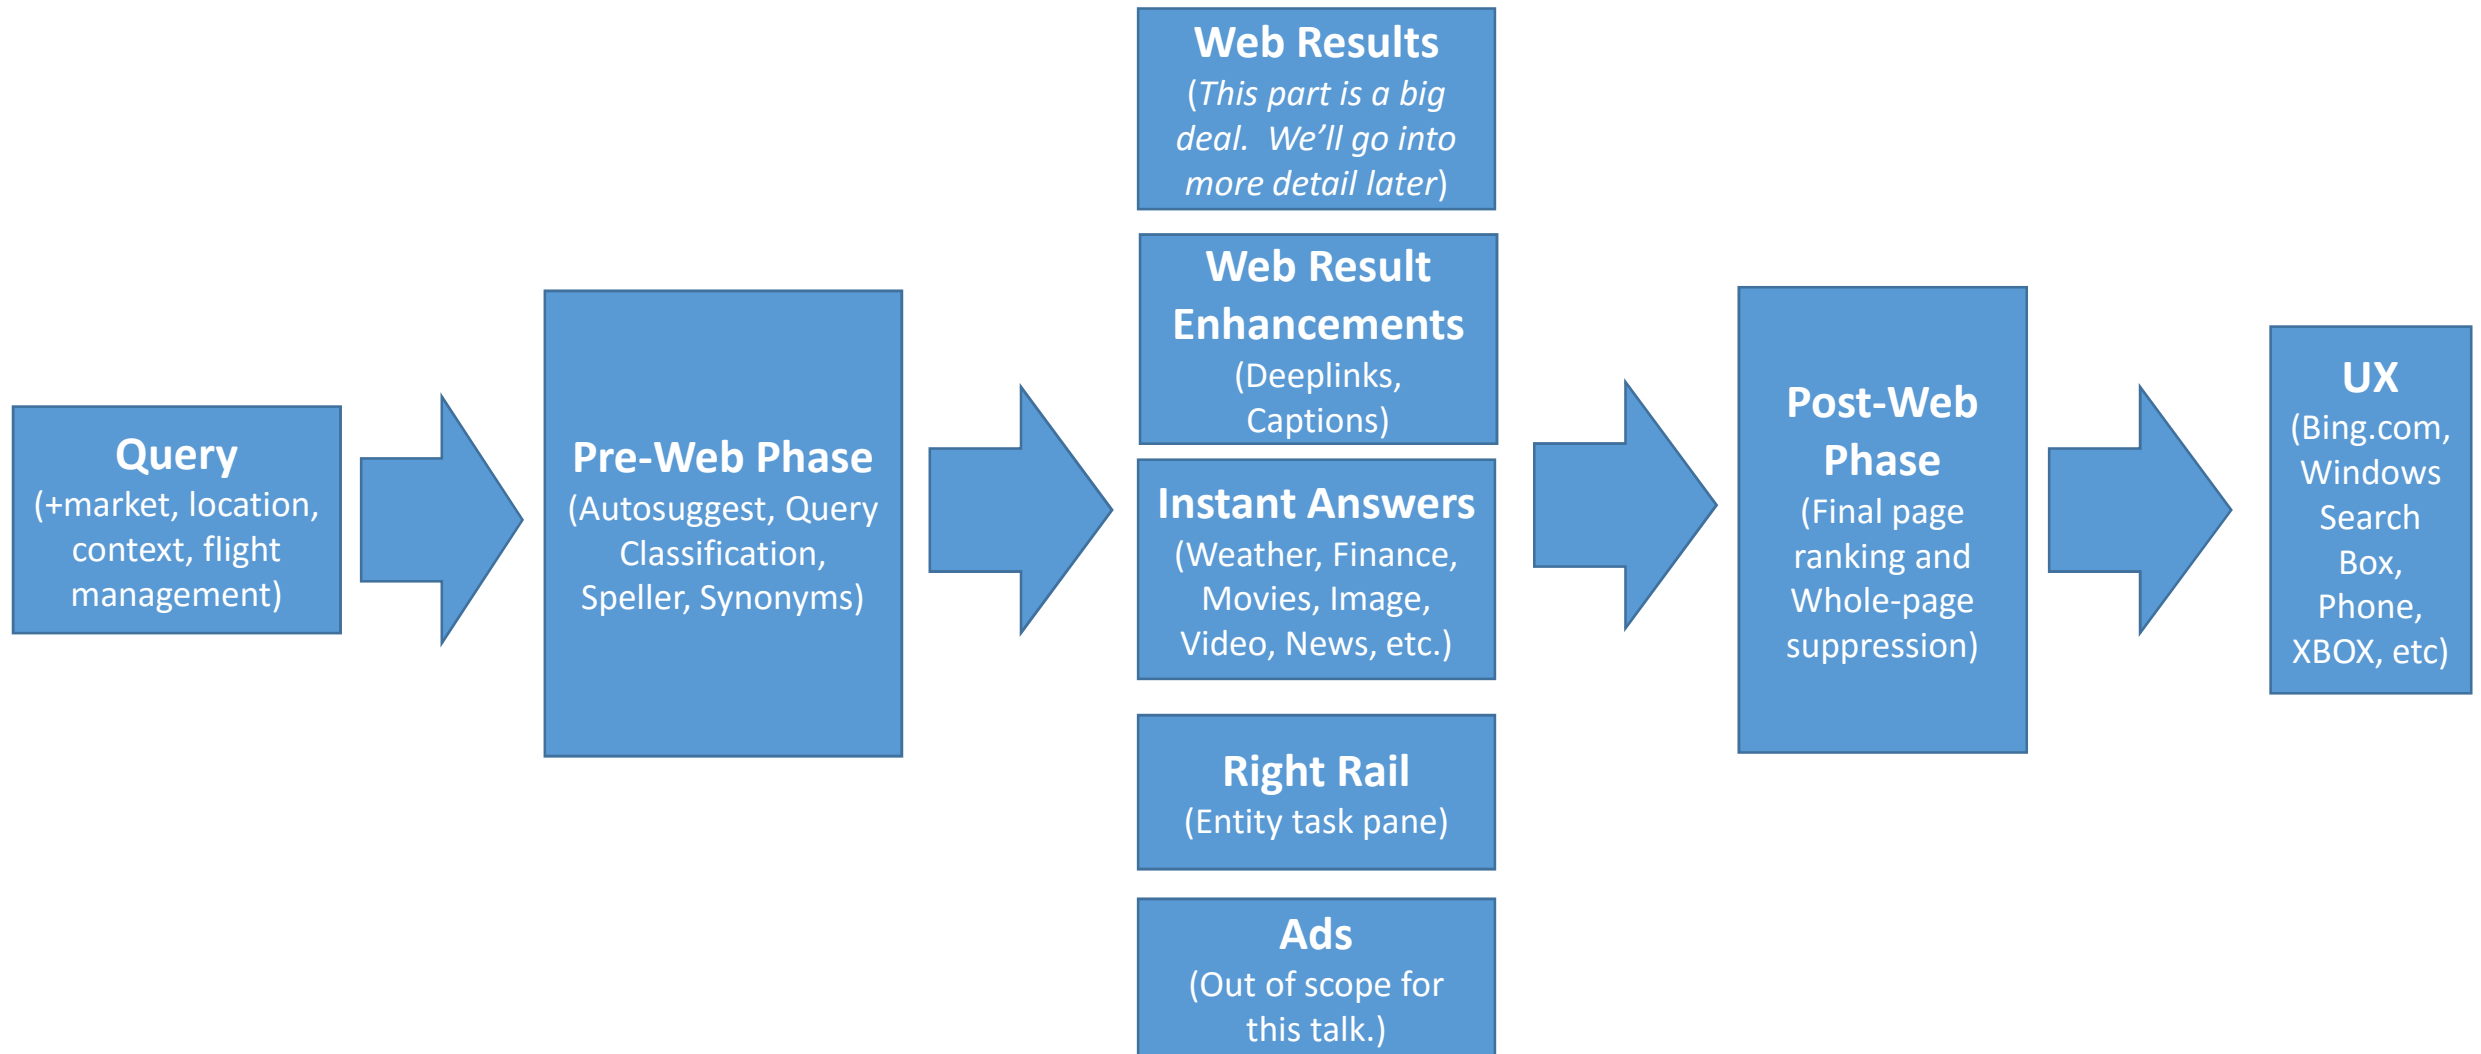 Query
(+market, location,
context, flight
management)
Pre-Web Phase
(Autosuggest, Query
Classification,
Speller, Synonyms)
Web Results
(This part is a big
deal.  We’ll go into
more detail later)
Web Result
Enhancements
(Deeplinks,
Captions)
Instant Answers
(Weather, Finance,
Movies, Image,
Video, News, etc.)
Right Rail
(Entity task pane)
Ads
(Out of scope for
this talk.)
Post-Web
Phase
(Final page
ranking and
Whole-page
suppression)
UX
(Bing.com,
Windows
Search
Box,
Phone,
XBOX, etc)